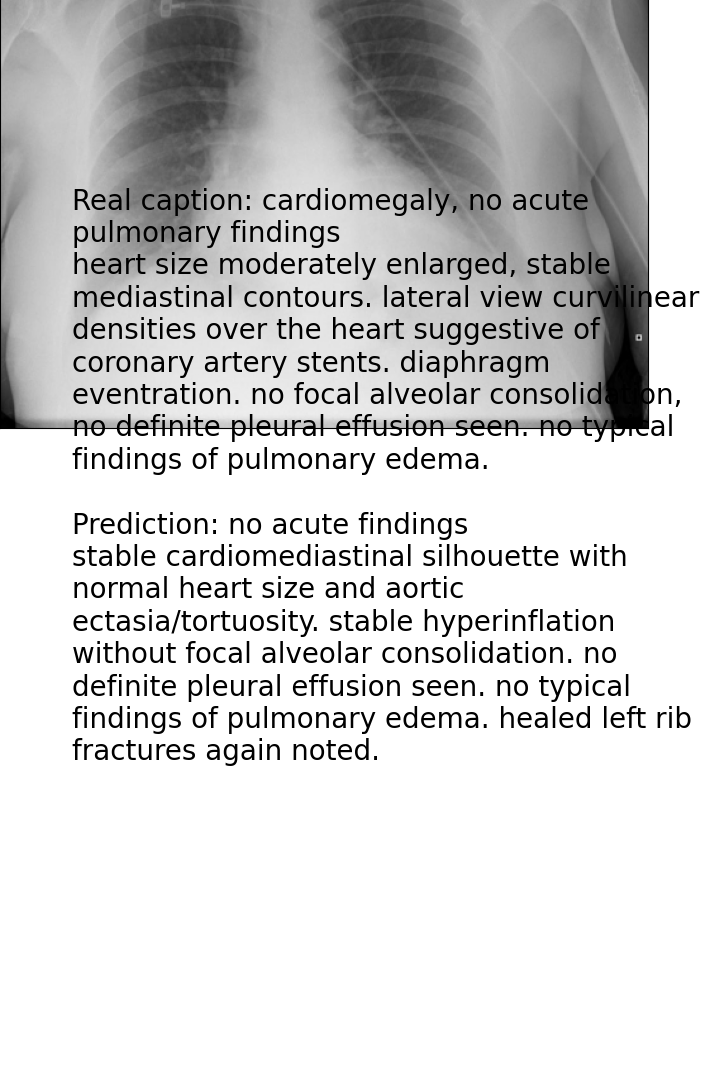 Real caption: cardiomegaly, no acute
pulmonary findings
heart size moderately enlarged, stable
mediastinal contours. lateral view curvilinear
densities over the heart suggestive of
coronary artery stents. diaphragm
eventration. no focal alveolar consolidation,
no definite pleural effusion seen. no typical
findings of pulmonary edema.

Prediction: no acute findings
stable cardiomediastinal silhouette with
normal heart size and aortic
ectasia/tortuosity. stable hyperinflation
without focal alveolar consolidation. no
definite pleural effusion seen. no typical
findings of pulmonary edema. healed left rib
fractures again noted.